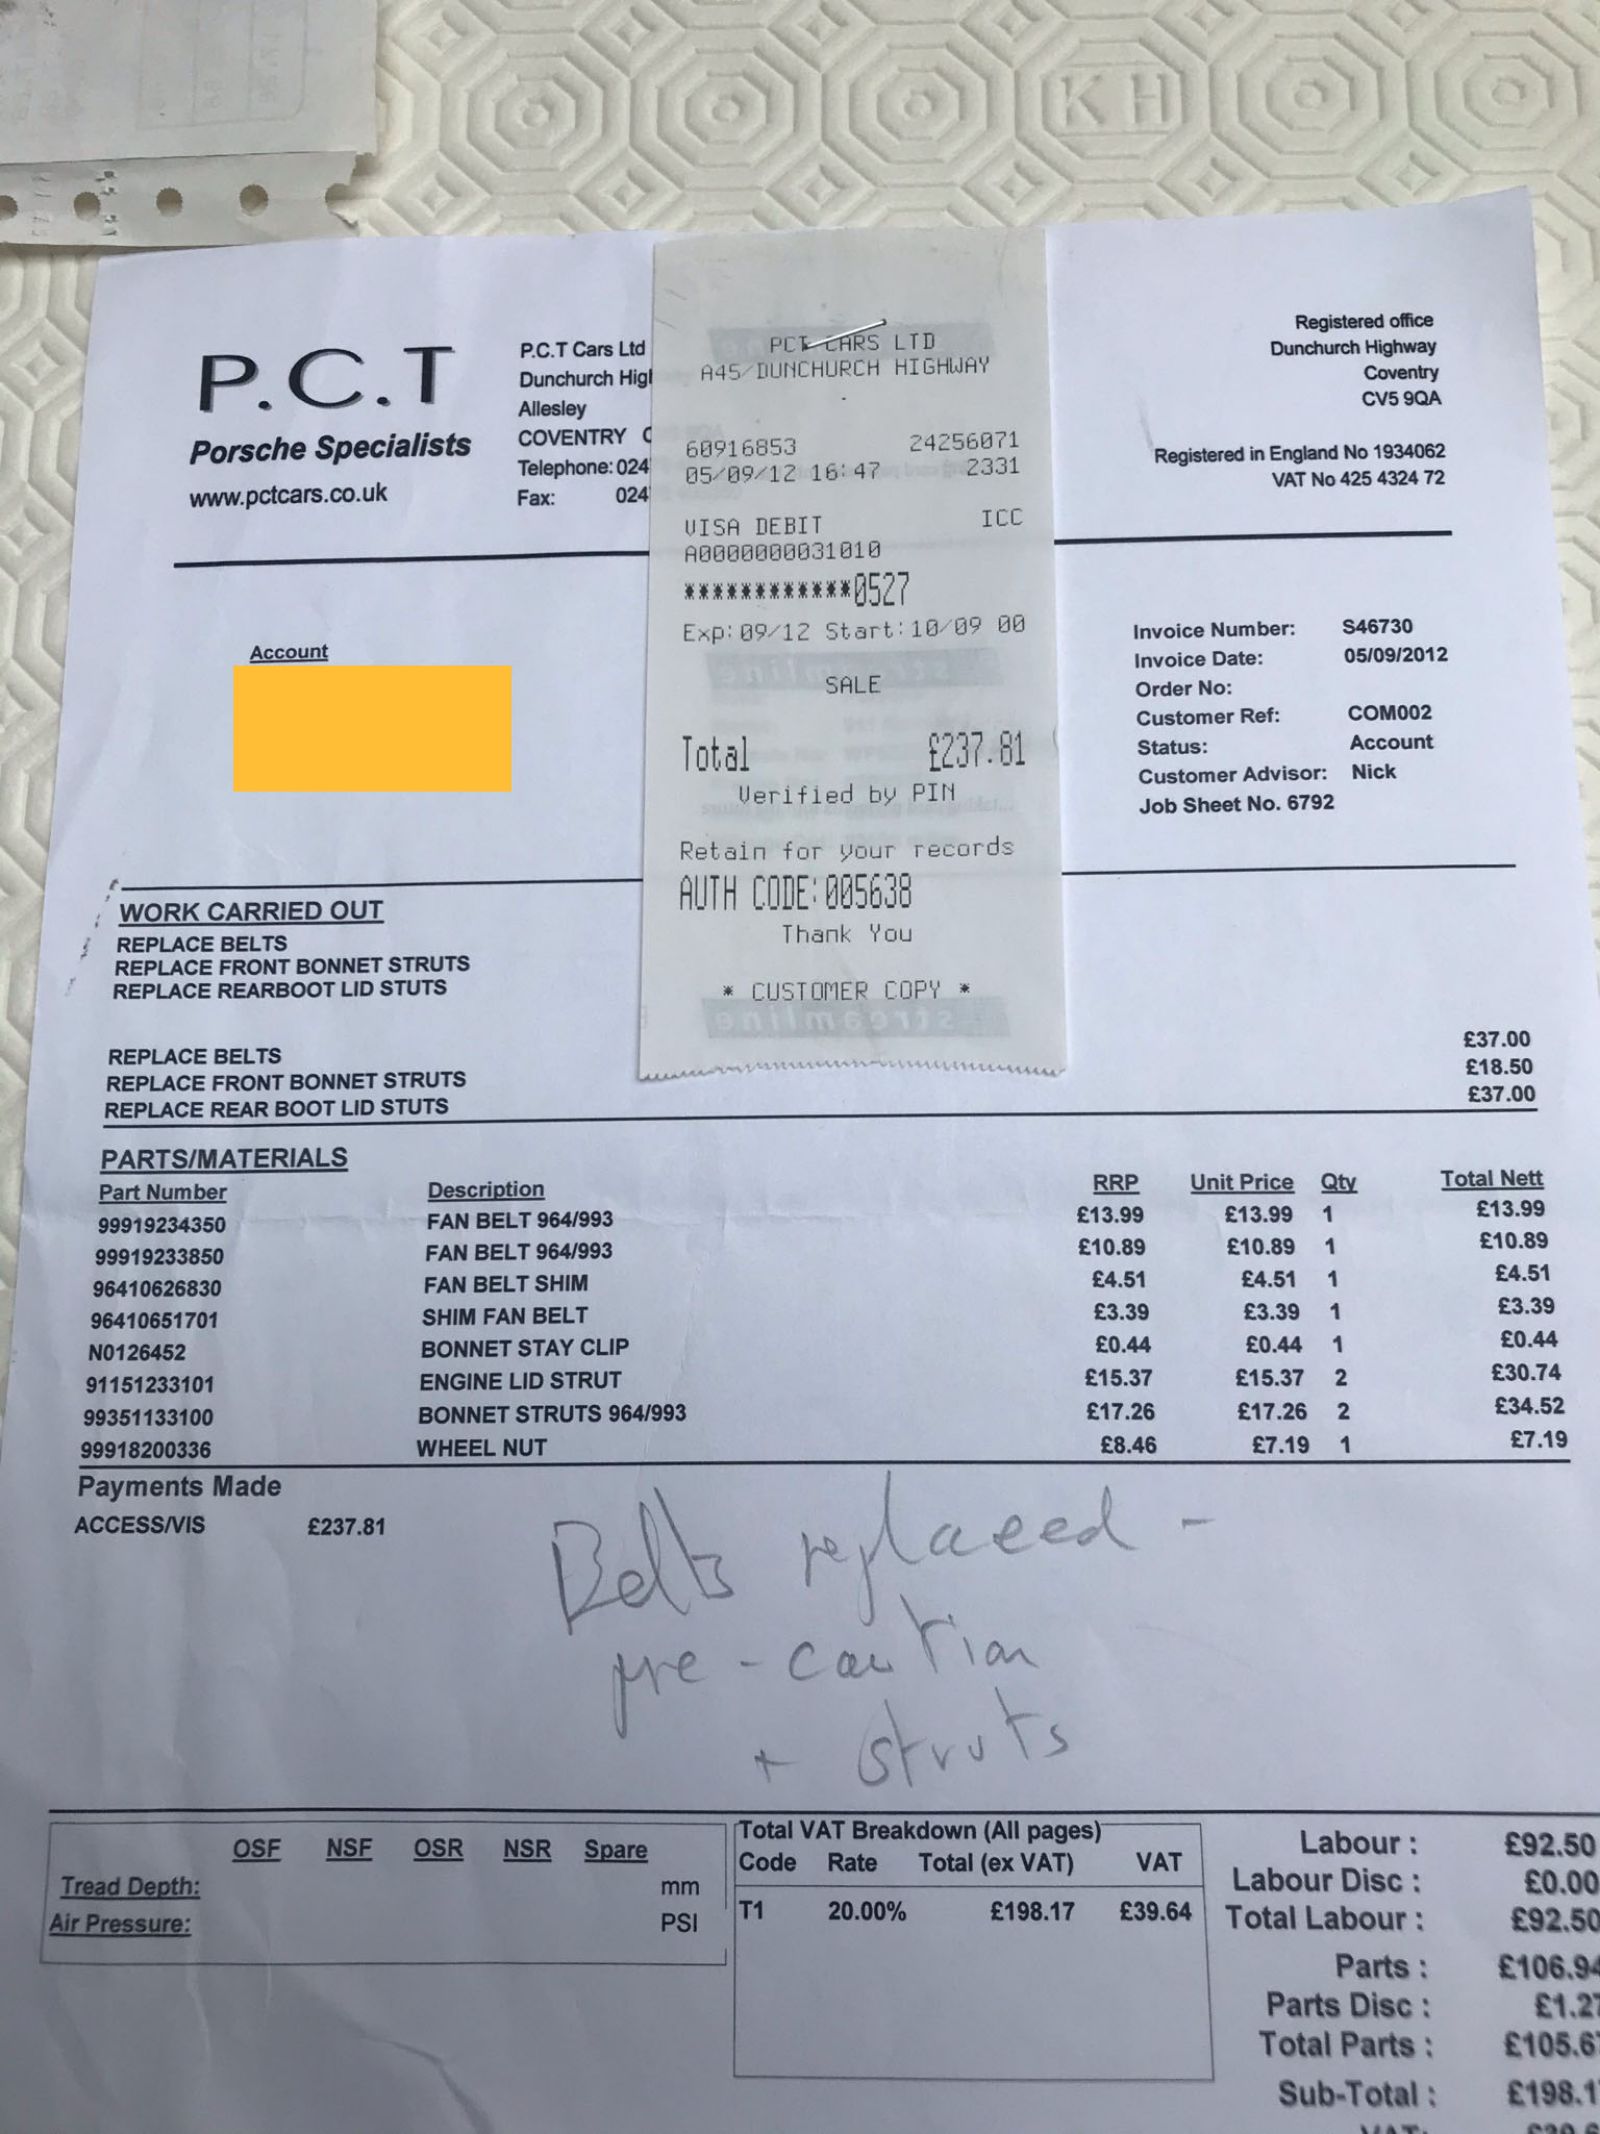 KH
P.C.T
Porsche Specialists
www.pctcars.co.uk
P.C.T Cars Ltd
Dunchurch Higl
Allesley
COVENTRY
Telephone: 024
Fax: 024
PCT CARS LTD
A45/DUNCHURCH HIGHWAY
60916853 24256071
05/09/12 16:47 2331
VISA DEBIT ICC
A0000000031010
************0527
Exp:09/12 Start:10/09 00
SALE
Total £237.81
Verified by PIN
Retain for your records
AUTH CODE:005638
Thank You
* CUSTOMER COPY *
streamline
Registered office
Dunchurch Highway
Coventry
CV5 9QA
Registered in England No 1934062
VAT No 425 4324 72
Account
Invoice Number: S46730
Invoice Date: 05/09/2012
Order No:
Customer Ref: COM002
Status: Account
Customer Advisor: Nick
Job Sheet No. 6792
WORK CARRIED OUT
REPLACE BELTS
REPLACE FRONT BONNET STRUTS
REPLACE REARBOOT LID STUTS
REPLACE BELTS £37.00
REPLACE FRONT BONNET STRUTS £18.50
REPLACE REAR BOOT LID STUTS £37.00
PARTS/MATERIALS
Part Number Description RRP Unit Price Qty Total Nett
99919234350 FAN BELT 964/993 £13.99 £13.99 1 £13.99
99919233850 FAN BELT 964/993 £10.89 £10.89 1 £10.89
96410626830 FAN BELT SHIM £4.51 £4.51 1 £4.51
96410651701 SHIM FAN BELT £3.39 £3.39 1 £3.39
N0126452 BONNET STAY CLIP £0.44 £0.44 1 £0.44
91151233101 ENGINE LID STRUT £15.37 £15.37 2 £30.74
99351133100 BONNET STRUTS 964/993 £17.26 £17.26 2 £34.52
99918200336 WHEEL NUT £8.46 £7.19 1 £7.19
Payments Made
ACCESS/VIS £237.81
Belts replaced -
pre-caution
+ struts
OSF NSF OSR NSR Spare
Tread Depth: mm
Air Pressure: PSI
Total VAT Breakdown (All pages)
Code Rate Total (ex VAT) VAT
T1 20.00% £198.17 £39.64
Labour : £92.50
Labour Disc : £0.00
Total Labour : £92.50
Parts : £106.94
Parts Disc : £1.27
Total Parts : £105.67
Sub-Total : £198.1